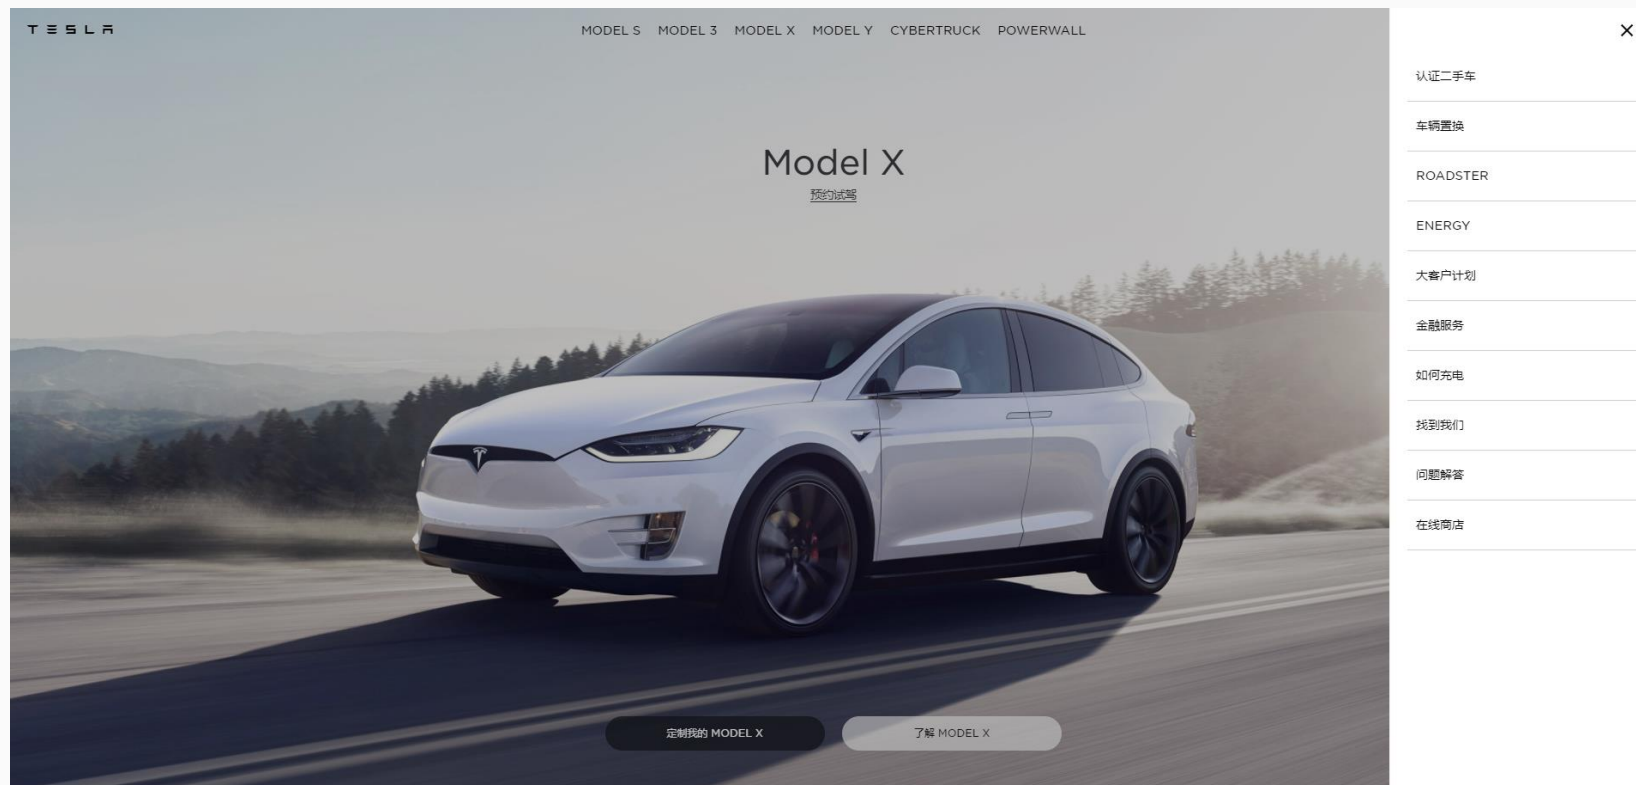 TESLA
MODEL S MODEL 3 MODEL X MODEL Y CYBERTRUCK POWERWALL
Model X
预约试驾
定制我的 MODEL X
了解 MODEL X
认证二手车
车辆置换
ROADSTER
ENERGY
大客户计划
金融服务
如何充电
找到我们
问题解答
在线商店